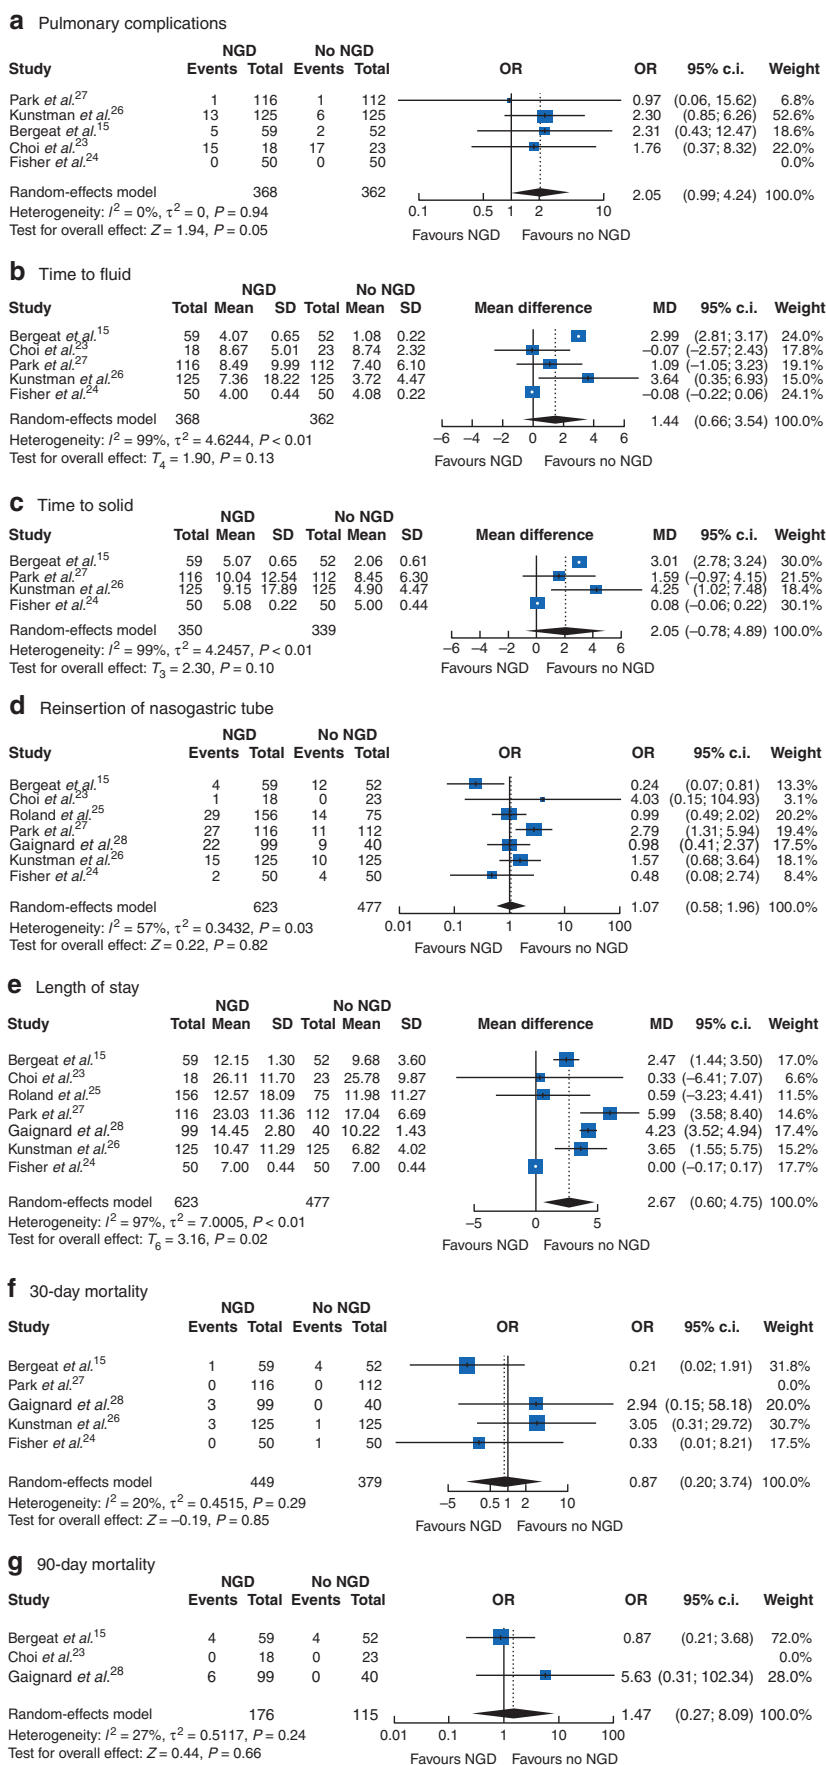 a Pulmonary complications
NGD No NGD
Study Events Total Events Total OR OR 95% c.i. Weight
Park et al.27 1 116 1 112 0.97 (0.06, 15.62) 6.8%
Kunstman et al.26 13 125 6 125 2.30 (0.85; 6.26) 52.6%
Bergeat et al.15 5 59 2 52 2.31 (0.43; 12.47) 18.6%
Choi et al.23 15 18 17 23 1.76 (0.37; 8.32) 22.0%
Fisher et al.24 0 50 0 50 0.0%
Random-effects model 368 362 2.05 (0.99; 4.24) 100.0%
Heterogeneity: I2 = 0%, τ2 = 0, P = 0.94
0.1 0.5 1 2 10
Test for overall effect: Z = 1.94, P = 0.05
Favours NGD Favours no NGD
b Time to fluid
NGD No NGD
Study Total Mean SD Total Mean SD Mean difference MD 95% c.i. Weight
Bergeat et al.15 59 4.07 0.65 52 1.08 0.22 2.99 (2.81; 3.17) 24.0%
Choi et al.23 18 8.67 5.01 23 8.74 2.32 −0.07 (−2.57; 2.43) 17.8%
Park et al.27 116 8.49 9.99 112 7.40 6.10 1.09 (−1.05; 3.23) 19.1%
Kunstman et al.26 125 7.36 18.22 125 3.72 4.47 3.64 (0.35; 6.93) 15.0%
Fisher et al.24 50 4.00 0.44 50 4.08 0.22 −0.08 (−0.22; 0.06) 24.1%
Random-effects model 368 362 1.44 (0.66; 3.54) 100.0%
Heterogeneity: I2 = 99%, τ2 = 4.6244, P < 0.01
−6 −4 −2 0 2 4 6
Test for overall effect: T4 = 1.90, P = 0.13
Favours NGD Favours no NGD
c Time to solid
NGD No NGD
Study Total Mean SD Total Mean SD Mean difference MD 95% c.i. Weight
Bergeat et al.15 59 5.07 0.65 52 2.06 0.61 3.01 (2.78; 3.24) 30.0%
Park et al.27 116 10.04 12.54 112 8.45 6.30 1.59 (−0.97; 4.15) 21.5%
Kunstman et al.26 125 9.15 17.89 125 4.90 4.47 4.25 (1.02; 7.48) 18.4%
Fisher et al.24 50 5.08 0.22 50 5.00 0.44 0.08 (−0.06; 0.22) 30.1%
Random-effects model 350 339 2.05 (−0.78; 4.89) 100.0%
Heterogeneity: I2 = 99%, τ2 = 4.2457, P < 0.01
−6 −4 −2 0 2 4 6
Test for overall effect: T3 = 2.30, P = 0.10
Favours NGD Favours no NGD
d Reinsertion of nasogastric tube
NGD No NGD
Study Events Total Events Total OR OR 95% c.i. Weight
Bergeat et al.15 4 59 12 52 0.24 (0.07; 0.81) 13.3%
Choi et al.23 1 18 0 23 4.03 (0.15; 104.93) 3.1%
Roland et al.25 29 156 14 75 0.99 (0.49; 2.02) 20.2%
Park et al.27 27 116 11 112 2.79 (1.31; 5.94) 19.4%
Gaignard et al.28 22 99 9 40 0.98 (0.41; 2.37) 17.5%
Kunstman et al.26 15 125 10 125 1.57 (0.68; 3.64) 18.1%
Fisher et al.24 2 50 4 50 0.48 (0.08; 2.74) 8.4%
Random-effects model 623 477 1.07 (0.58; 1.96) 100.0%
Heterogeneity: I2 = 57%, τ2 = 0.3432, P = 0.03
0.01 0.1 1 10 100
Test for overall effect: Z = 0.22, P = 0.82
Favours NGD Favours no NGD
e Length of stay
NGD No NGD
Study Total Mean SD Total Mean SD Mean difference MD 95% c.i. Weight
Bergeat et al.15 59 12.15 1.30 52 9.68 3.60 2.47 (1.44; 3.50) 17.0%
Choi et al.23 18 26.11 11.70 23 25.78 9.87 0.33 (−6.41; 7.07) 6.6%
Roland et al.25 156 12.57 18.09 75 11.98 11.27 0.59 (−3.23; 4.41) 11.5%
Park et al.27 116 23.03 11.36 112 17.04 6.69 5.99 (3.58; 8.40) 14.6%
Gaignard et al.28 99 14.45 2.80 40 10.22 1.43 4.23 (3.52; 4.94) 17.4%
Kunstman et al.26 125 10.47 11.29 125 6.82 4.02 3.65 (1.55; 5.75) 15.2%
Fisher et al.24 50 7.00 0.44 50 7.00 0.44 0.00 (−0.17; 0.17) 17.7%
Random-effects model 623 477 2.67 (0.60; 4.75) 100.0%
Heterogeneity: I2 = 97%, τ2 = 7.0005, P < 0.01
−5 0 5
Test for overall effect: T6 = 3.16, P = 0.02
Favours NGD Favours no NGD
f 30-day mortality
NGD No NGD
Study Events Total Events Total OR OR 95% c.i. Weight
Bergeat et al.15 1 59 4 52 0.21 (0.02; 1.91) 31.8%
Park et al.27 0 116 0 112 0.0%
Gaignard et al.28 3 99 0 40 2.94 (0.15; 58.18) 20.0%
Kunstman et al.26 3 125 1 125 3.05 (0.31; 29.72) 30.7%
Fisher et al.24 0 50 1 50 0.33 (0.01; 8.21) 17.5%
Random-effects model 449 379 0.87 (0.20; 3.74) 100.0%
Heterogeneity: I2 = 20%, τ2 = 0.4515, P = 0.29
−5 0.5 1 2 10
Test for overall effect: Z = −0.19, P = 0.85
Favours NGD Favours no NGD
g 90-day mortality
NGD No NGD
Study Events Total Events Total OR OR 95% c.i. Weight
Bergeat et al.15 4 59 4 52 0.87 (0.21; 3.68) 72.0%
Choi et al.23 0 18 0 23 0.0%
Gaignard et al.28 6 99 0 40 5.63 (0.31; 102.34) 28.0%
Random-effects model 176 115 1.47 (0.27; 8.09) 100.0%
Heterogeneity: I2 = 27%, τ2 = 0.5117, P = 0.24
0.01 0.1 1 10 100
Test for overall effect: Z = 0.44, P = 0.66
Favours NGD Favours no NGD